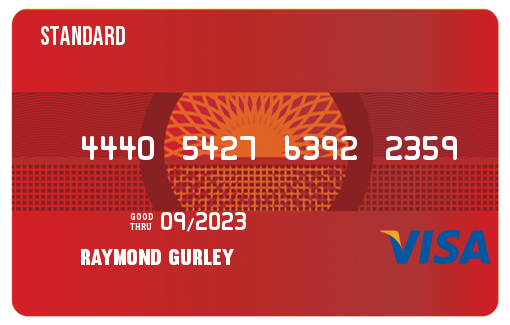 STANDARD
4440 5427 6392 2359
GOOD THRU 09/2023
RAYMOND GURLEY
VISA